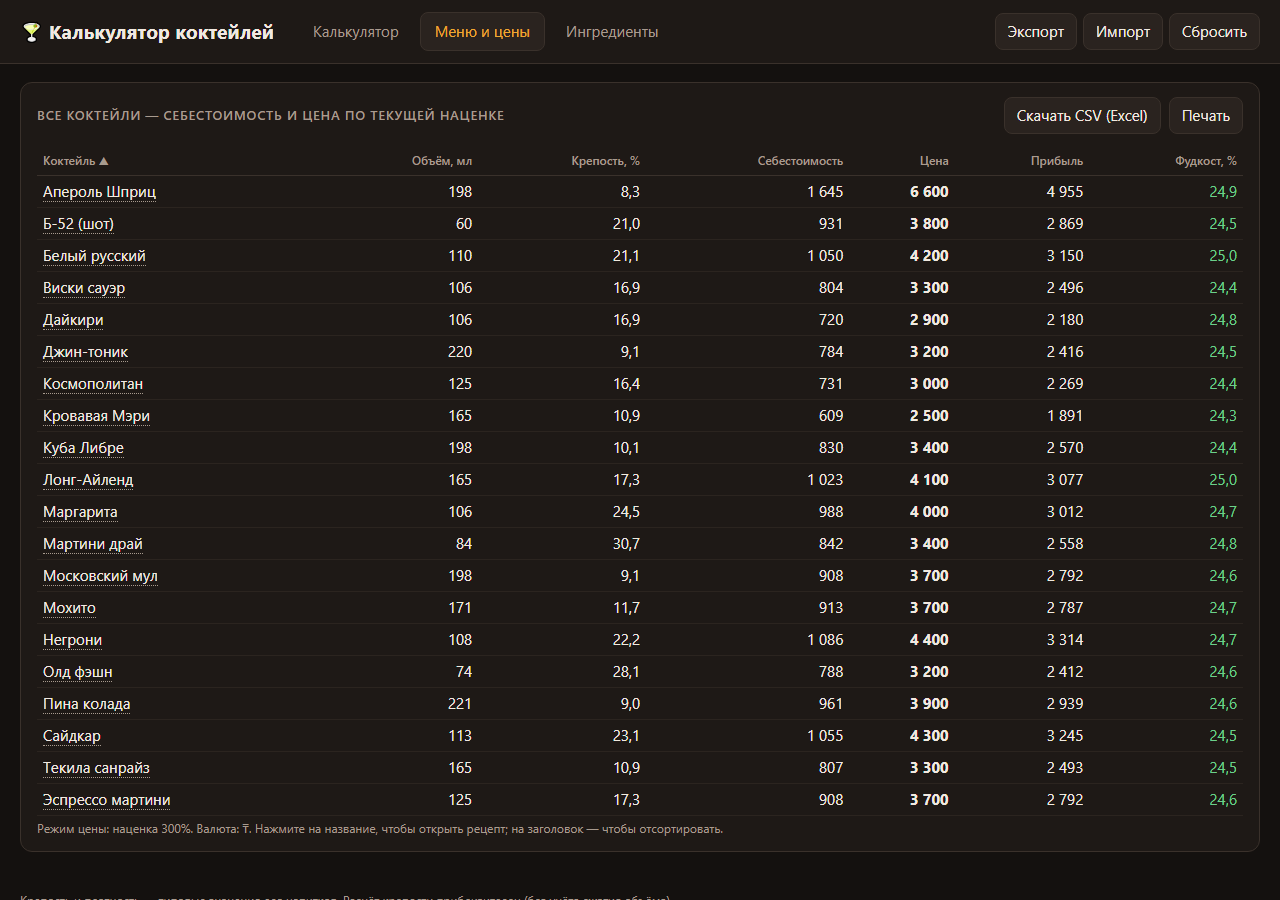 Калькулятор коктейлей Калькулятор Меню и цены Ингредиенты Экспорт Импорт Сбросить
ВСЕ КОКТЕЙЛИ — СЕБЕСТОИМОСТЬ И ЦЕНА ПО ТЕКУЩЕЙ НАЦЕНКЕ Скачать CSV (Excel) Печать
Коктейль ▲ Объём, мл Крепость, % Себестоимость Цена Прибыль Фудкост, %
Апероль Шприц 198 8,3 1 645 6 600 4 955 24,9
Б-52 (шот) 60 21,0 931 3 800 2 869 24,5
Белый русский 110 21,1 1 050 4 200 3 150 25,0
Виски сауэр 106 16,9 804 3 300 2 496 24,4
Дайкири 106 16,9 720 2 900 2 180 24,8
Джин-тоник 220 9,1 784 3 200 2 416 24,5
Космополитан 125 16,4 731 3 000 2 269 24,4
Кровавая Мэри 165 10,9 609 2 500 1 891 24,3
Куба Либре 198 10,1 830 3 400 2 570 24,4
Лонг-Айленд 165 17,3 1 023 4 100 3 077 25,0
Маргарита 106 24,5 988 4 000 3 012 24,7
Мартини драй 84 30,7 842 3 400 2 558 24,8
Московский мул 198 9,1 908 3 700 2 792 24,6
Мохито 171 11,7 913 3 700 2 787 24,7
Негрони 108 22,2 1 086 4 400 3 314 24,7
Олд фэшн 74 28,1 788 3 200 2 412 24,6
Пина колада 221 9,0 961 3 900 2 939 24,6
Сайдкар 113 23,1 1 055 4 300 3 245 24,5
Текила санрайз 165 10,9 807 3 300 2 493 24,5
Эспрессо мартини 125 17,3 908 3 700 2 792 24,6
Режим цены: наценка 300%. Валюта: ₸. Нажмите на название, чтобы открыть рецепт; на заголовок — чтобы отсортировать.